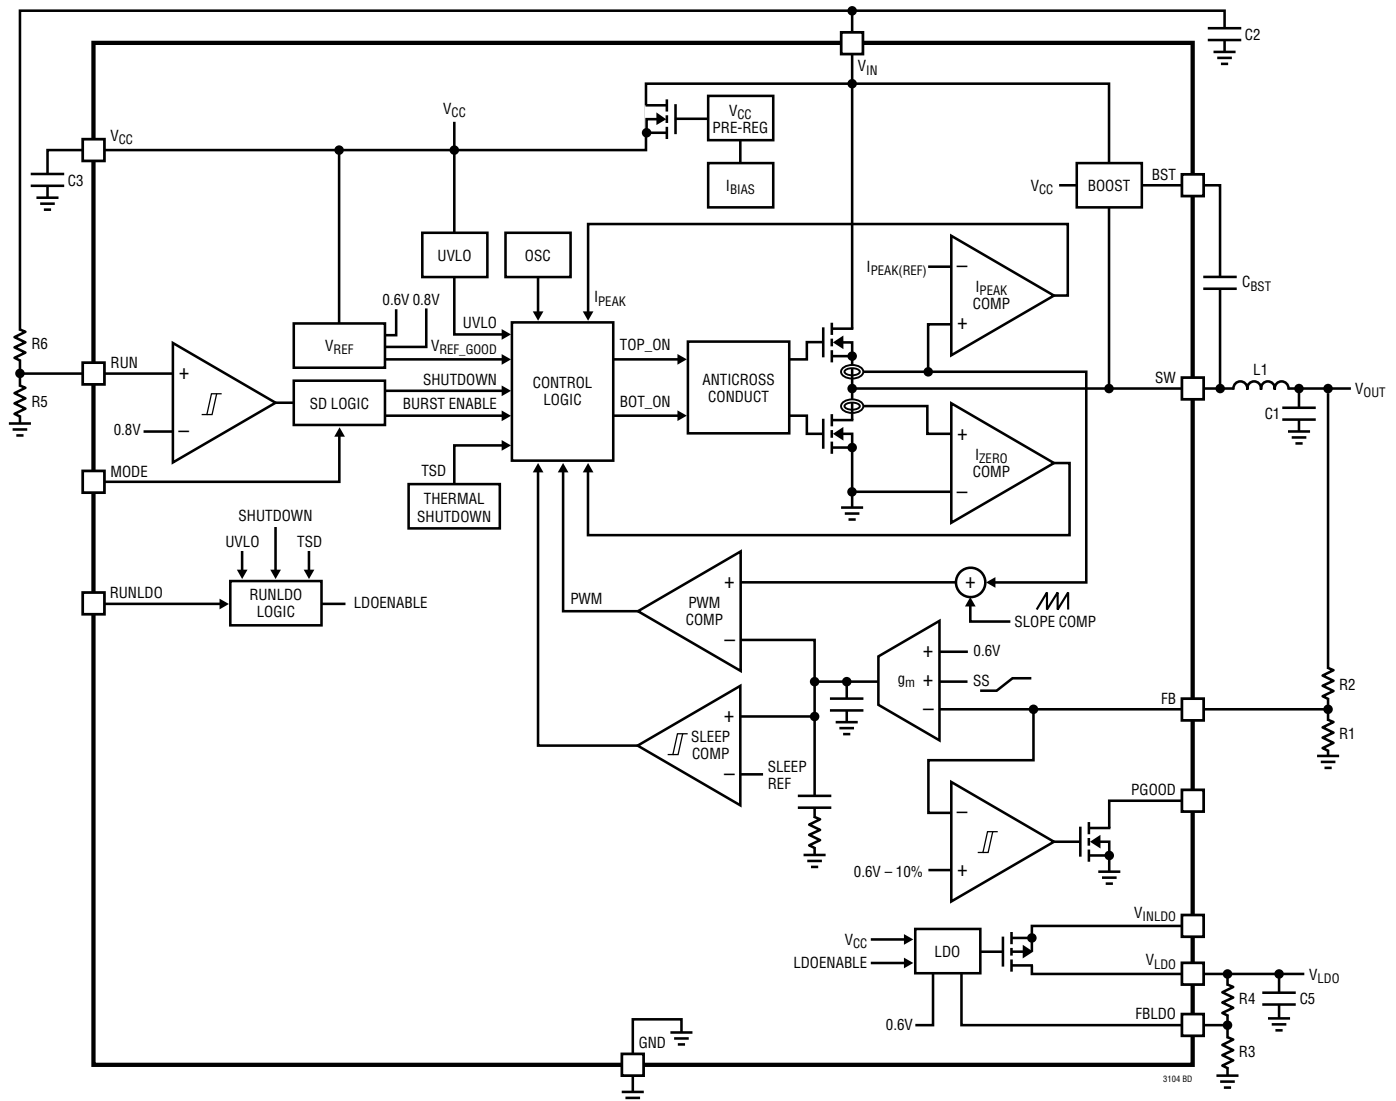 C2
VIN
VCC
VCC
VCC
PRE-REG
C3
IBIAS
VCC
BOOST
BST
UVLO
OSC
IPEAK(REF)
−
IPEAK
COMP
+
CBST
0.6V 0.8V
IPEAK
UVLO
R6
RUN
VREF
VREF_GOOD
TOP_ON
+
SHUTDOWN
CONTROL
LOGIC
ANTICROSS
CONDUCT
SW
L1
VOUT
R5
SD LOGIC
BURST ENABLE
BOT_ON
C1
0.8V
−
+
IZERO
COMP
−
MODE
TSD
THERMAL
SHUTDOWN
SHUTDOWN
UVLO
TSD
RUNLDO
RUNLDO
LOGIC
LDOENABLE
PWM
+
PWM
COMP
−
+
SLOPE COMP
+
0.6V
gm
+
SS
−
FB
R2
R1
+
SLEEP
COMP
−
SLEEP
REF
PGOOD
−
0.6V – 10%
+
VINLDO
VCC
LDO
LDOENABLE
VLDO
VLDO
R4
C5
0.6V
FBLDO
R3
GND
3104 BD